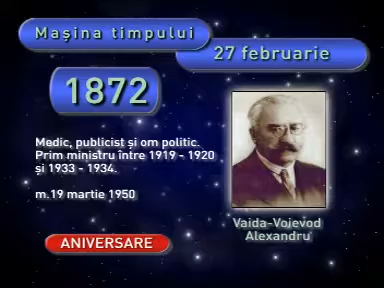 Mașina timpului
27 februarie
1872
Medic, publicist și om politic.
Prim ministru între 1919 - 1920
și 1933 - 1934.
m.19 martie 1950
Vaida-Voievod
Alexandru
ANIVERSARE